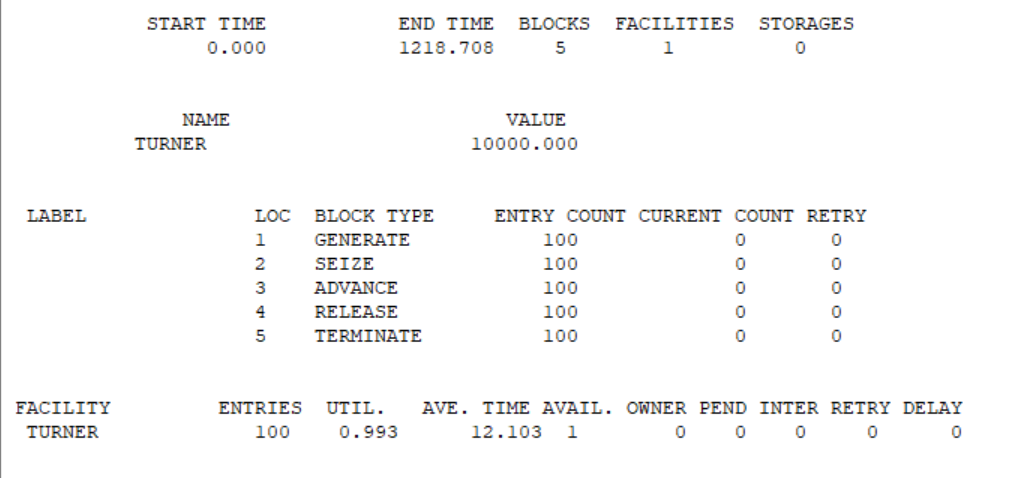 START TIME END TIME BLOCKS FACILITIES STORAGES
0.000 1218.708 5 1 0
NAME VALUE
TURNER 10000.000
LABEL LOC BLOCK TYPE ENTRY COUNT CURRENT COUNT RETRY
1 GENERATE 100 0 0
2 SEIZE 100 0 0
3 ADVANCE 100 0 0
4 RELEASE 100 0 0
5 TERMINATE 100 0 0
FACILITY ENTRIES UTIL. AVE. TIME AVAIL. OWNER PEND INTER RETRY DELAY
TURNER 100 0.993 12.103 1 0 0 0 0 0